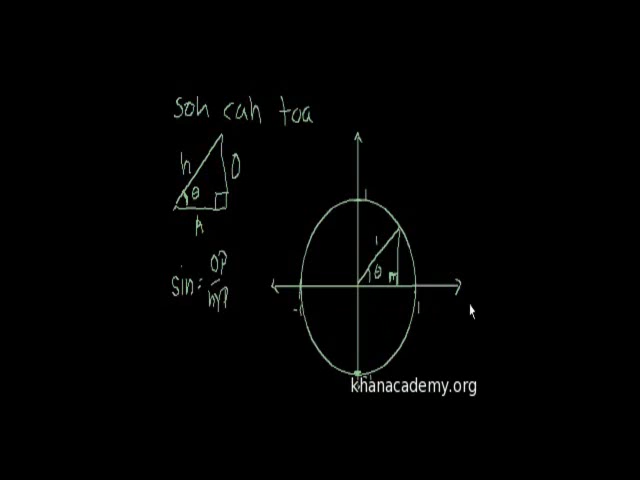 soh cah toa
h
O
θ
A
sin = OP
hyp
1
1
θ
-1
1
-1
khanacademy.org